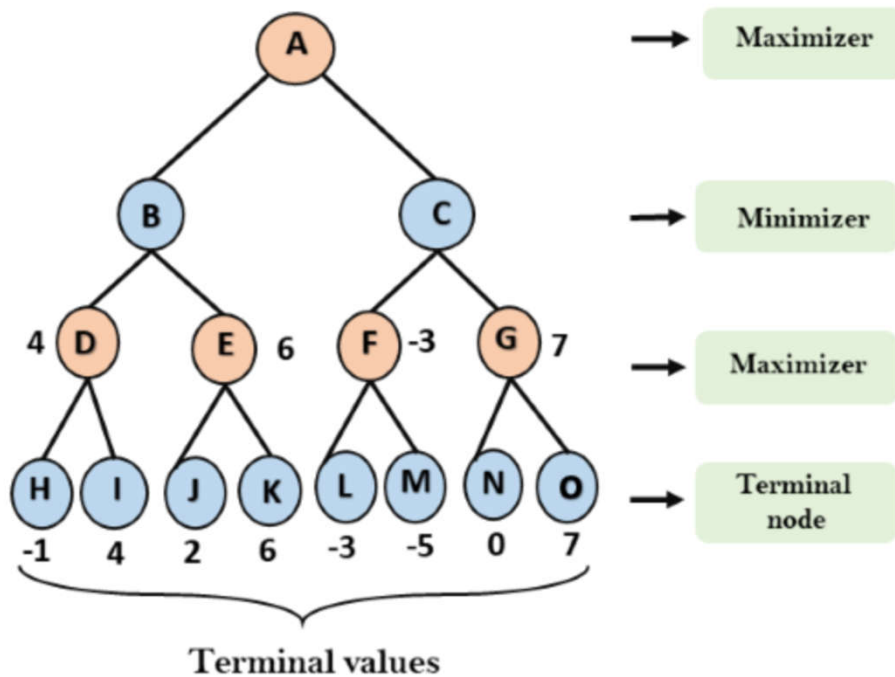 A
Maximizer
B
C
Minimizer
4 D
E 6
F -3
G 7
Maximizer
H I J K L M N O
Terminal
node
-1 4 2 6 -3 -5 0 7
Terminal values